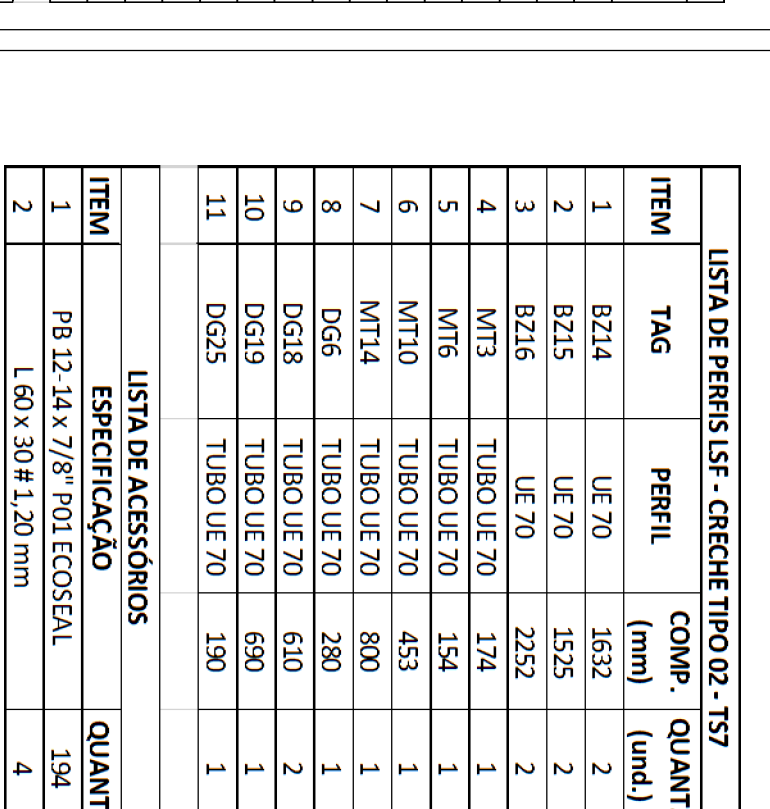 LISTA DE PERFIS LSF - CRECHE TIPO 02 - TS7
ITEM TAG PERFIL COMP. (mm) QUANT (und.)
1 BZ14 UE 70 1632 2
2 BZ15 UE 70 1525 2
3 BZ16 UE 70 2252 2
4 MT3 TUBO UE 70 174 1
5 MT6 TUBO UE 70 154 1
6 MT10 TUBO UE 70 453 1
7 MT14 TUBO UE 70 800 1
8 DG6 TUBO UE 70 280 1
9 DG18 TUBO UE 70 610 2
10 DG19 TUBO UE 70 690 1
11 DG25 TUBO UE 70 190 1
LISTA DE ACESSÓRIOS
ITEM ESPECIFICAÇÃO QUANT
1 PB 12-14 x 7/8" P01 ECOSEAL 194
2 L 60 x 30 # 1,20 mm 4